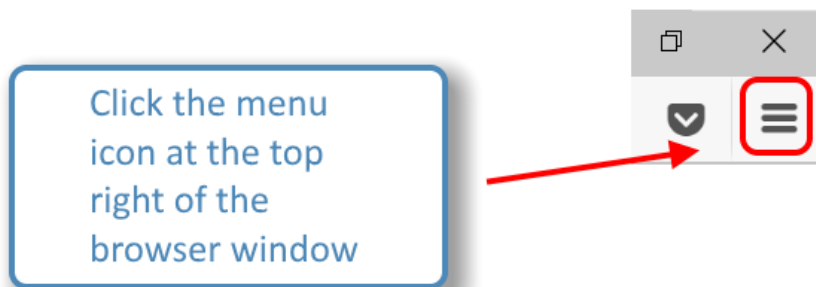 Click the menu
icon at the top
right of the
browser window